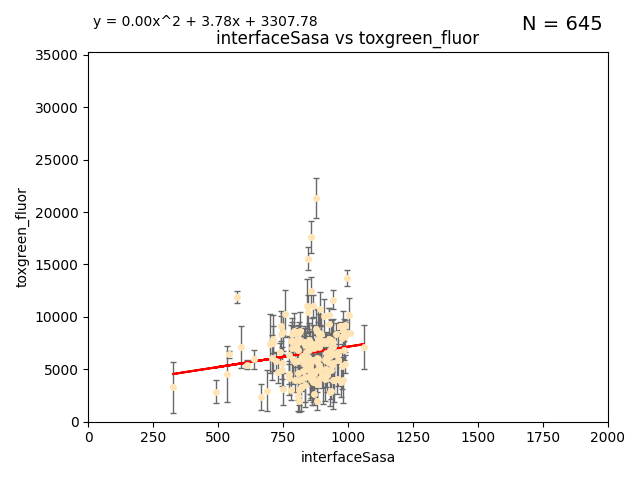 y = 0.00x^2 + 3.78x + 3307.78
N = 645
interfaceSasa vs toxgreen_fluor
35000
30000
25000
20000
15000
10000
5000
0
toxgreen_fluor
0 250 500 750 1000 1250 1500 1750 2000
interfaceSasa